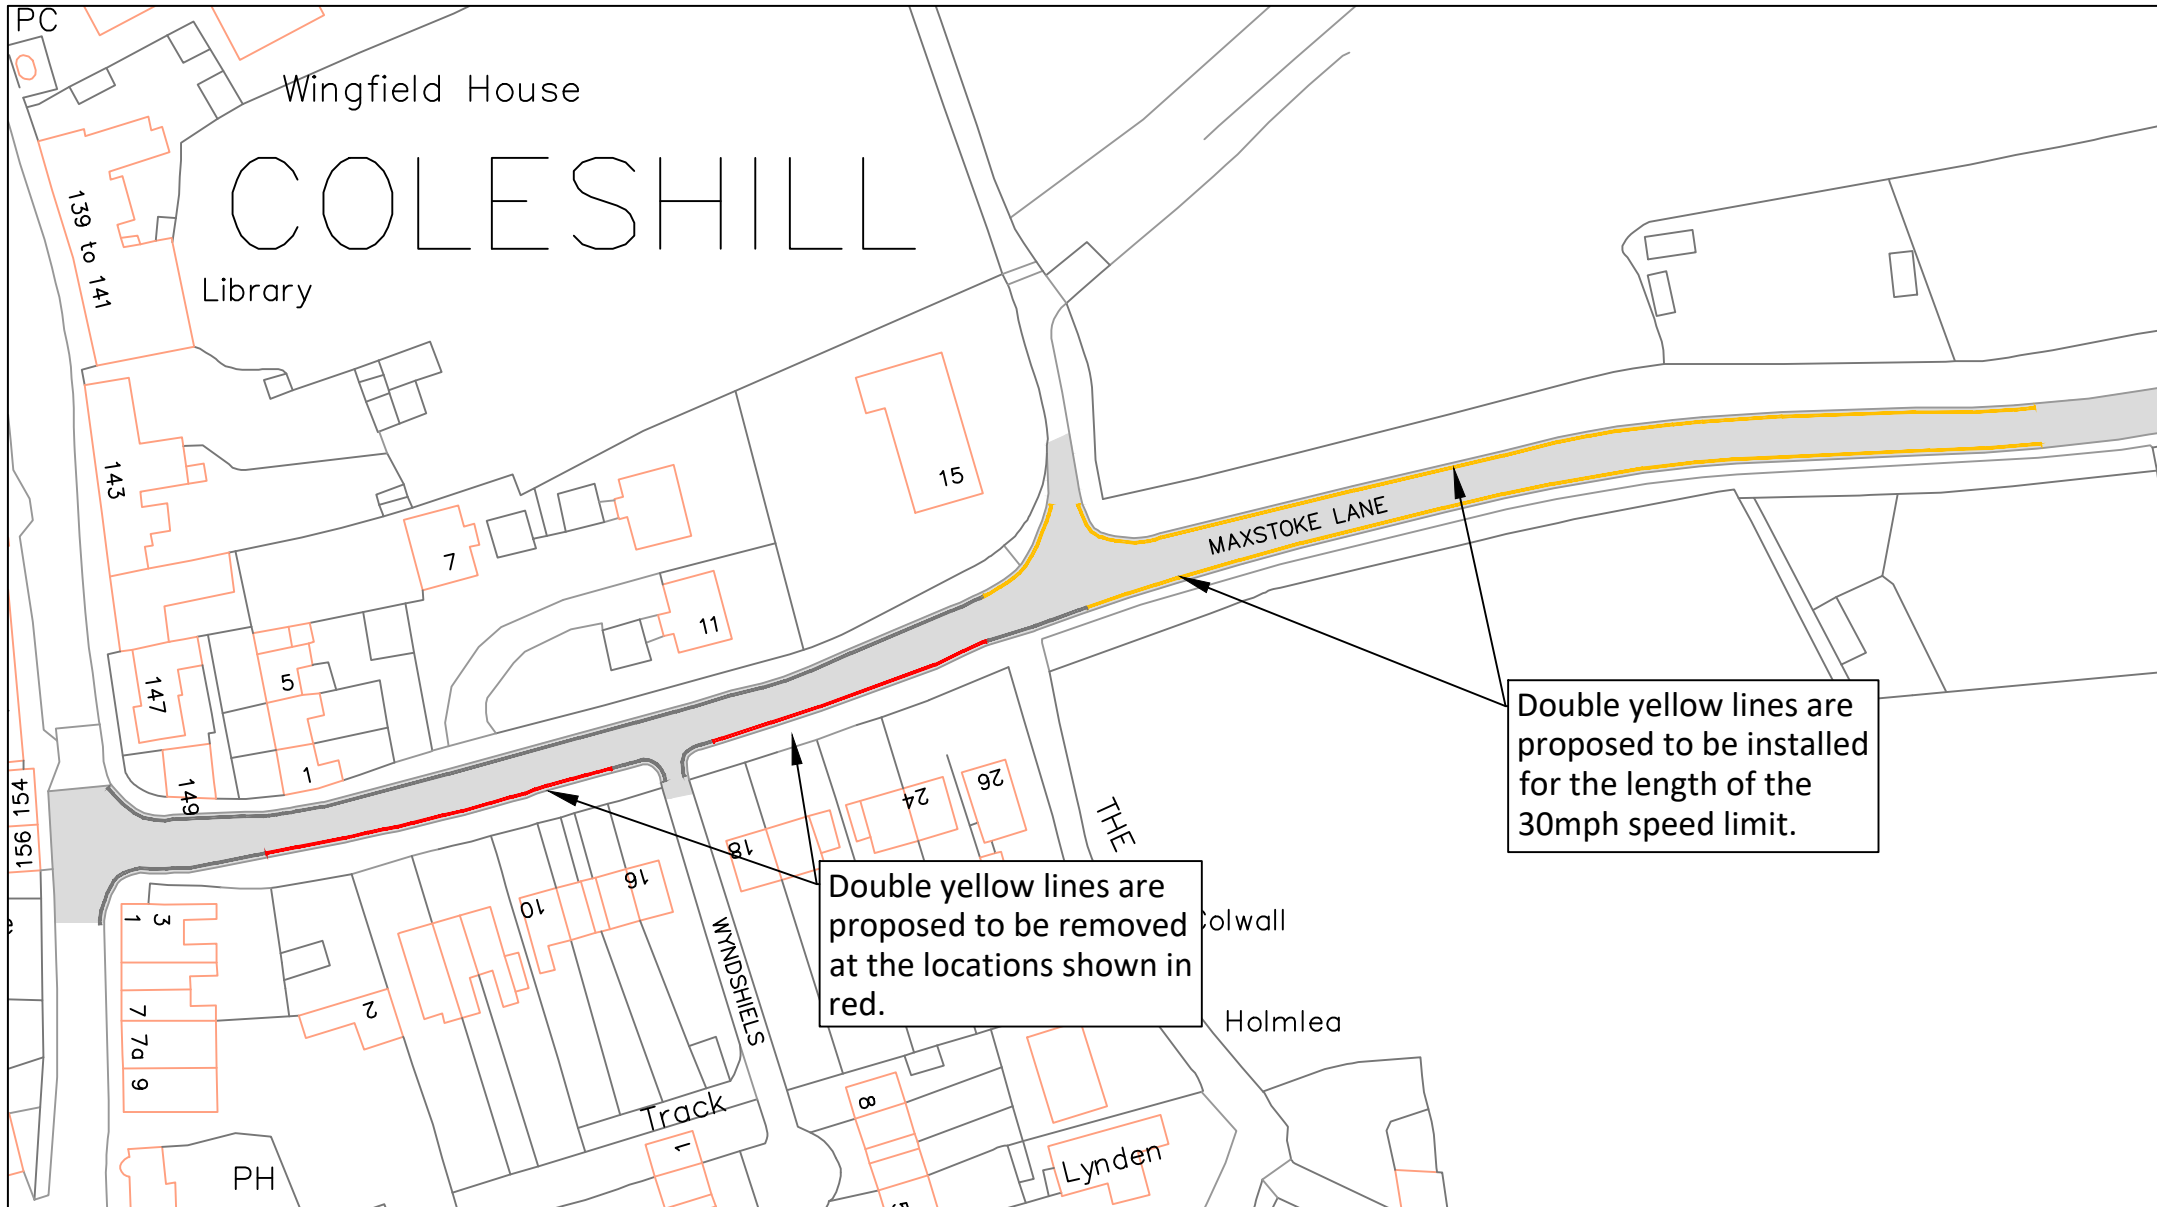 PC
Wingfield House
COLESHILL
139 to 141
Library
143
15
7
MAXSTOKE LANE
11
147
5
1
149
154
156
Double yellow lines are
proposed to be installed
for the length of the
30mph speed limit.
THE
26
24
18
16
10
Double yellow lines are
proposed to be removed
at the locations shown in
red.
Colwall
WYNDSHIELS
1
3
7
7a
9
2
Holmlea
Track
8
1
Lynden
PH